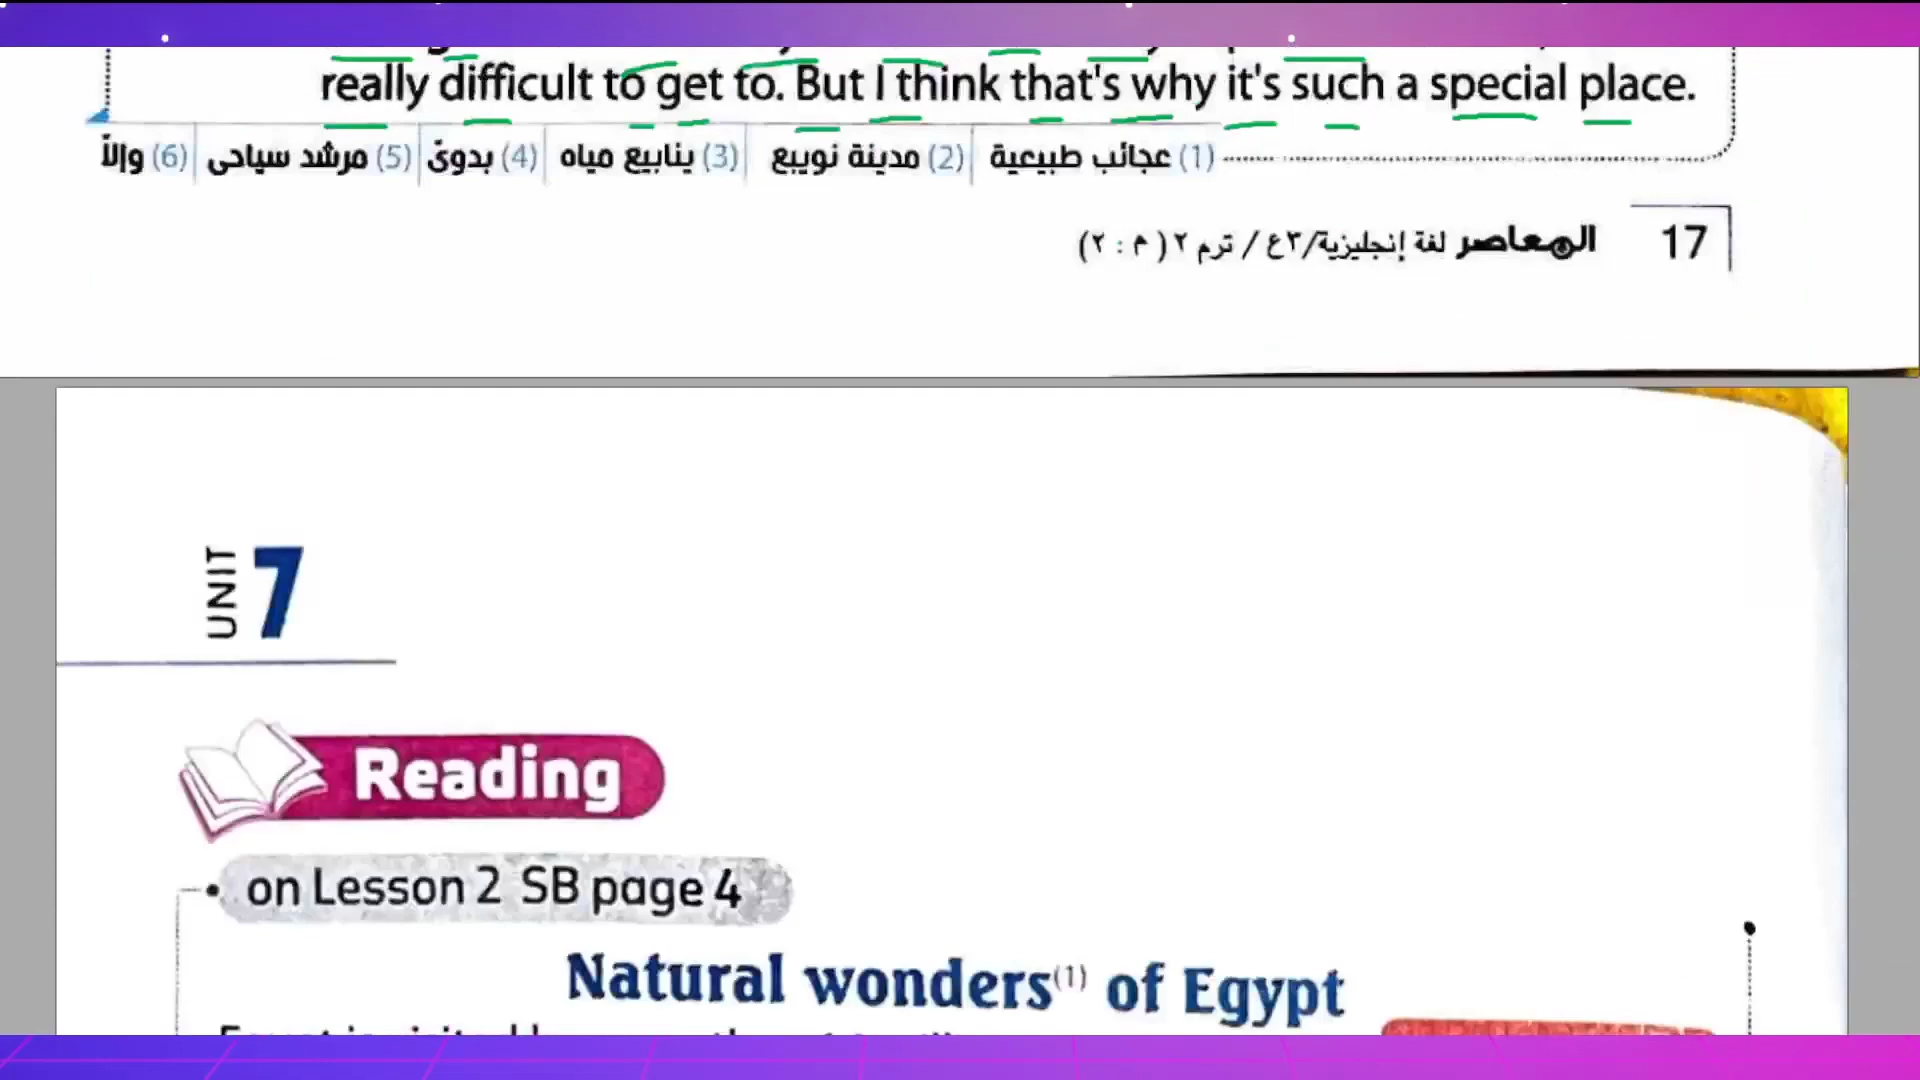 really difficult to get to. But I think that's why it's such a special place.
(1) عجائب طبيعية (2) مدينة نويبع (3) ينابيع مياه (4) بدوىّ (5) مرشد سياحى (6) وإلاّ
المعاصر لغة إنجليزية/٣ع / ترم ٢ (م : ٢) 17
UNIT 7
Reading
on Lesson 2 SB page 4
Natural wonders(1) of Egypt